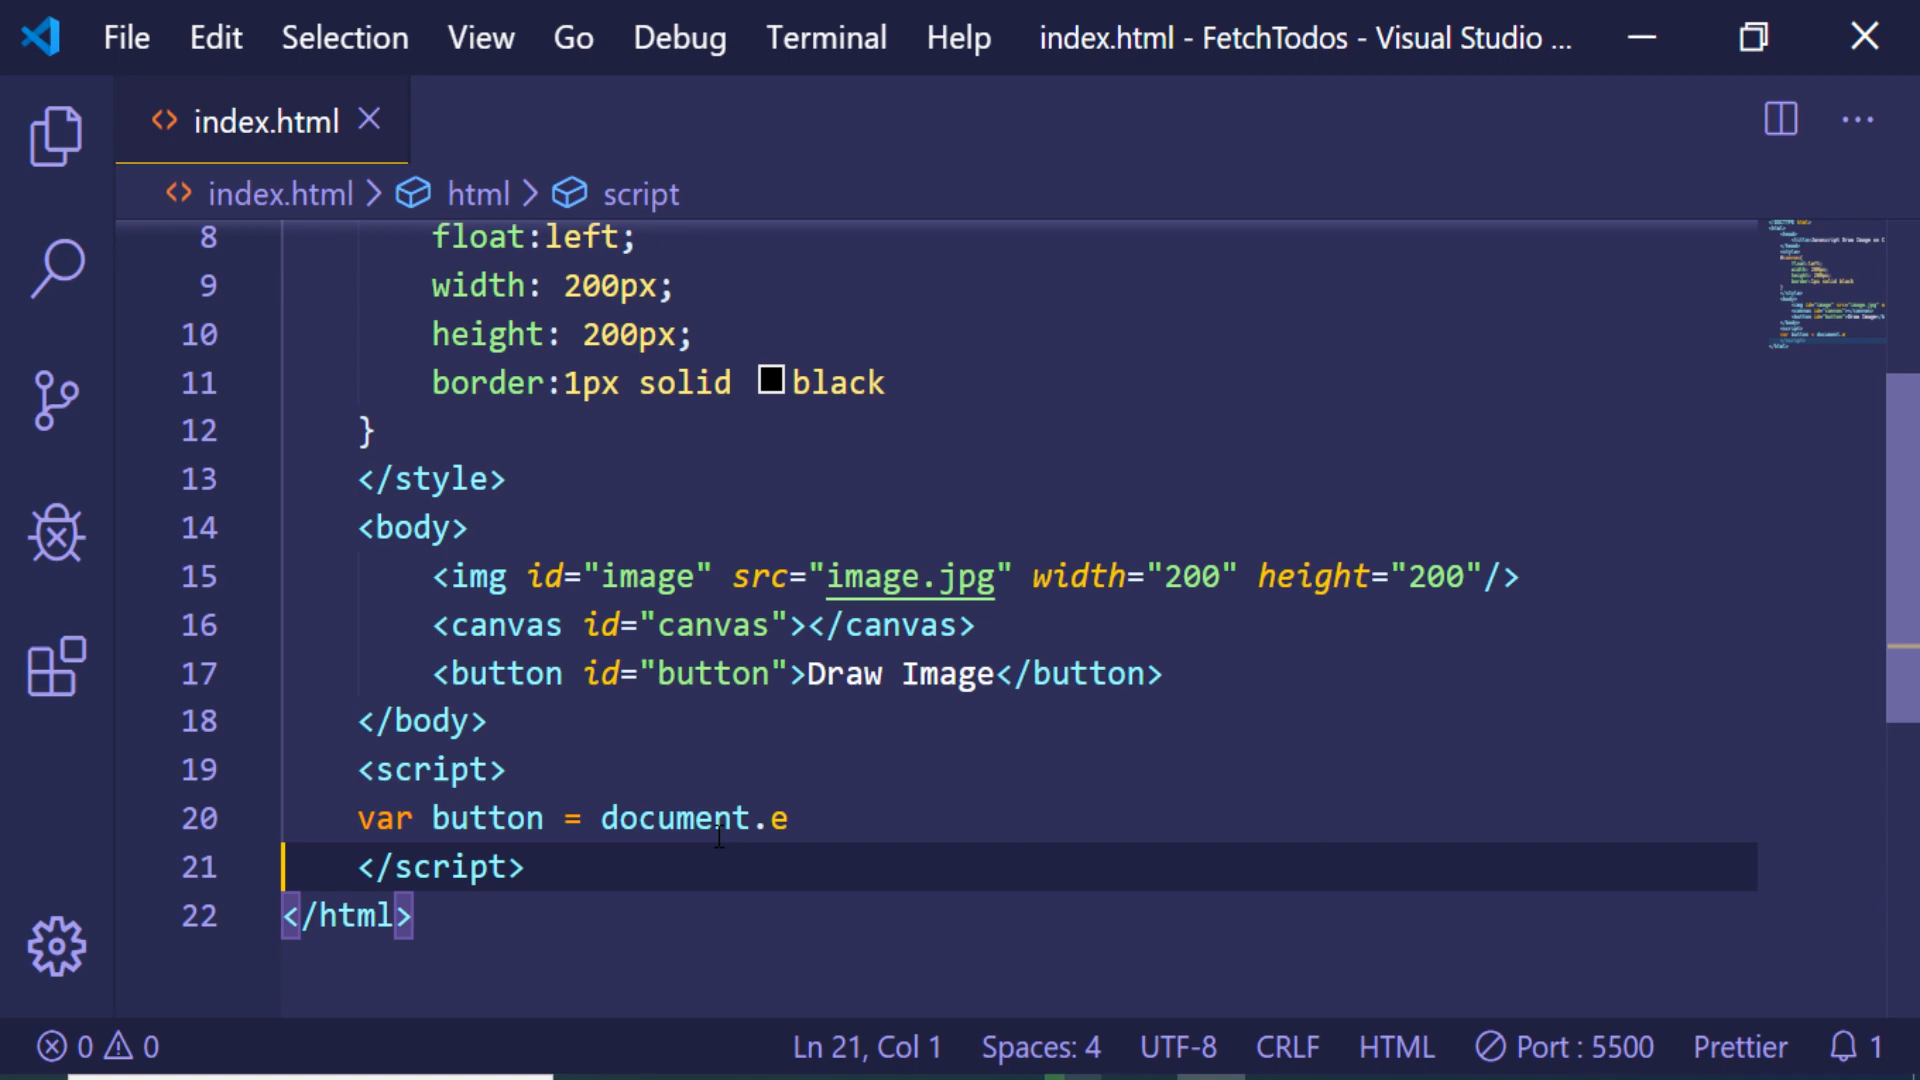 File Edit Selection View Go Debug Terminal Help index.html - FetchTodos - Visual Studio ...
index.html
index.html > html > script
8 float:left;
9 width: 200px;
10 height: 200px;
11 border:1px solid black
12 }
13 </style>
14 <body>
15 <img id="image" src="image.jpg" width="200" height="200"/>
16 <canvas id="canvas"></canvas>
17 <button id="button">Draw Image</button>
18 </body>
19 <script>
20 var button = document.e
21 </script>
22 </html>
0 0 Ln 21, Col 1 Spaces: 4 UTF-8 CRLF HTML Port : 5500 Prettier 1